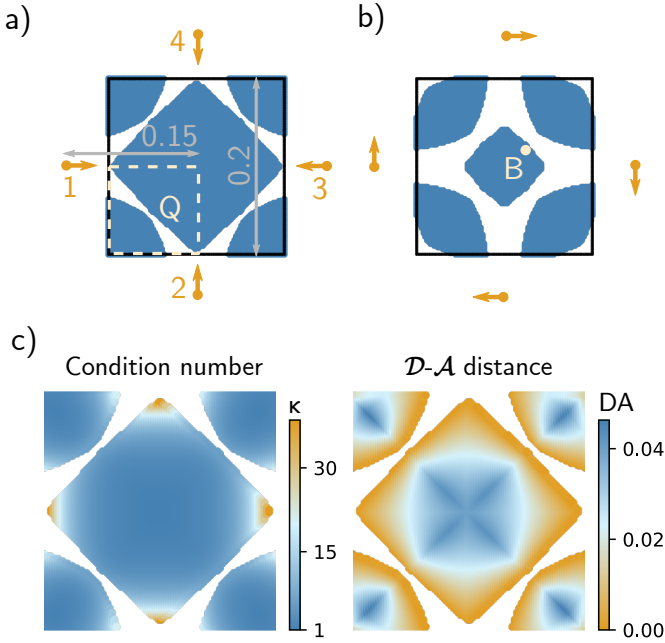 a)
b)
4
0.15
0.2
1
Q
3
2
B
c)
Condition number
κ
30
15
1
𝓓-𝓐 distance
DA
0.04
0.02
0.00